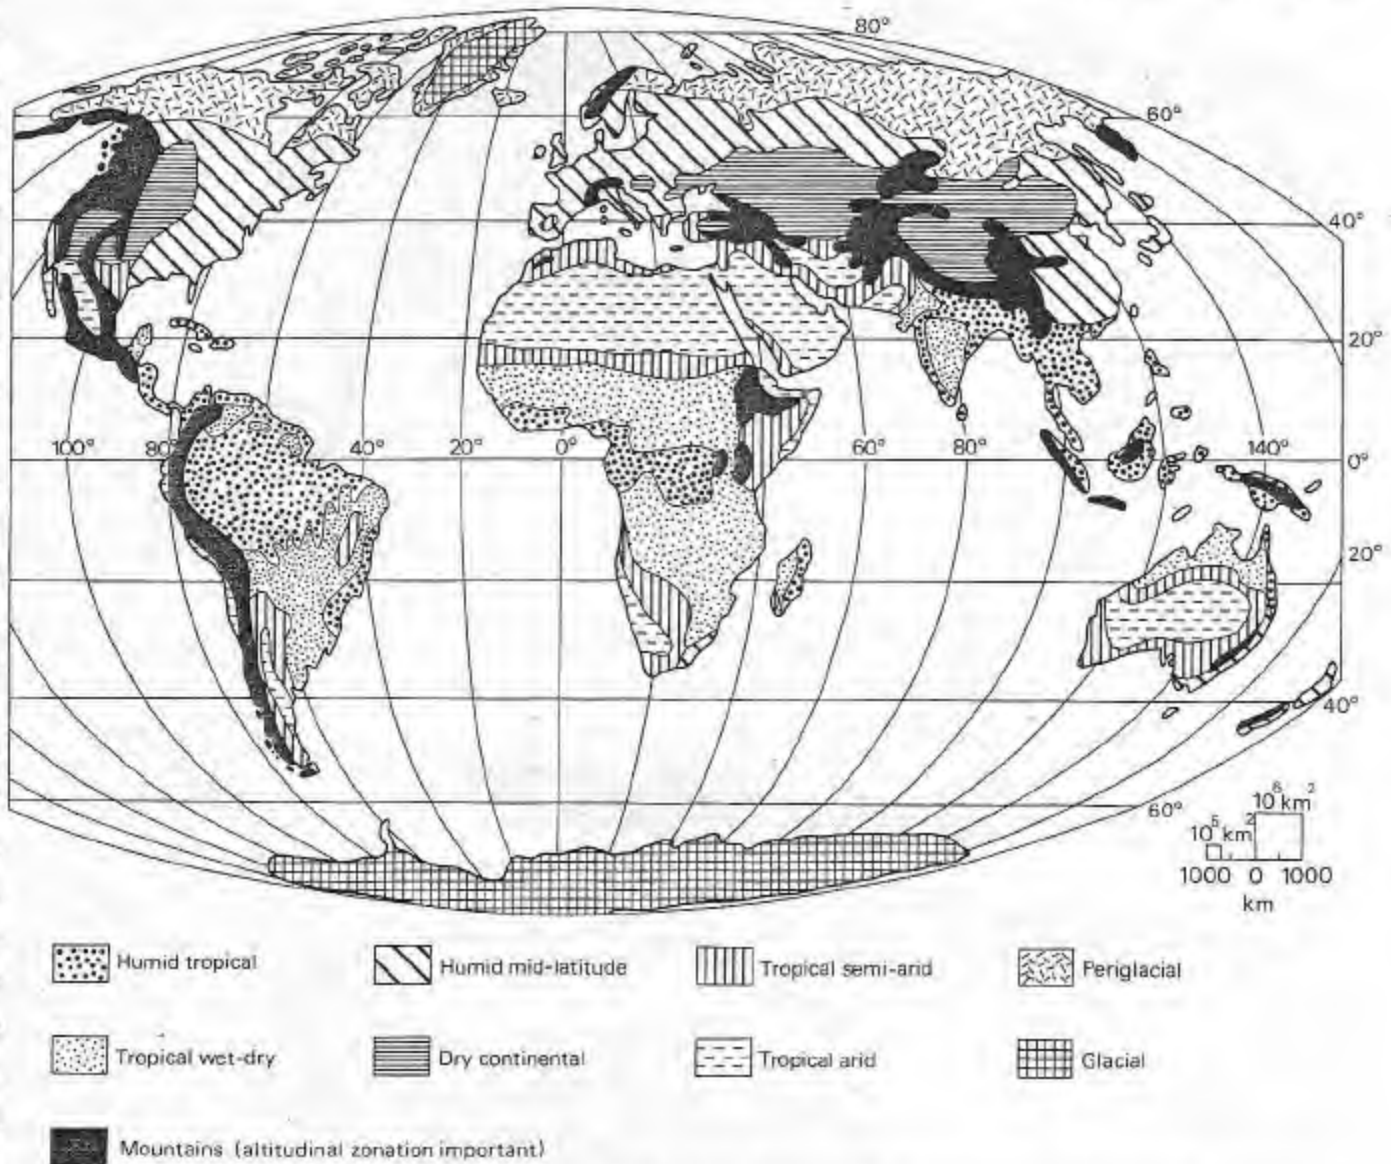 80°
60°
40°
20°
100° 80° 40° 20° 0° 60° 80° 140° 0°
20°
40°
60°
10⁶ km²
10⁵ km²
1000 0 1000
km
Humid tropical
Humid mid-latitude
Tropical semi-arid
Periglacial
Tropical wet-dry
Dry continental
Tropical arid
Glacial
Mountains (altitudinal zonation important)